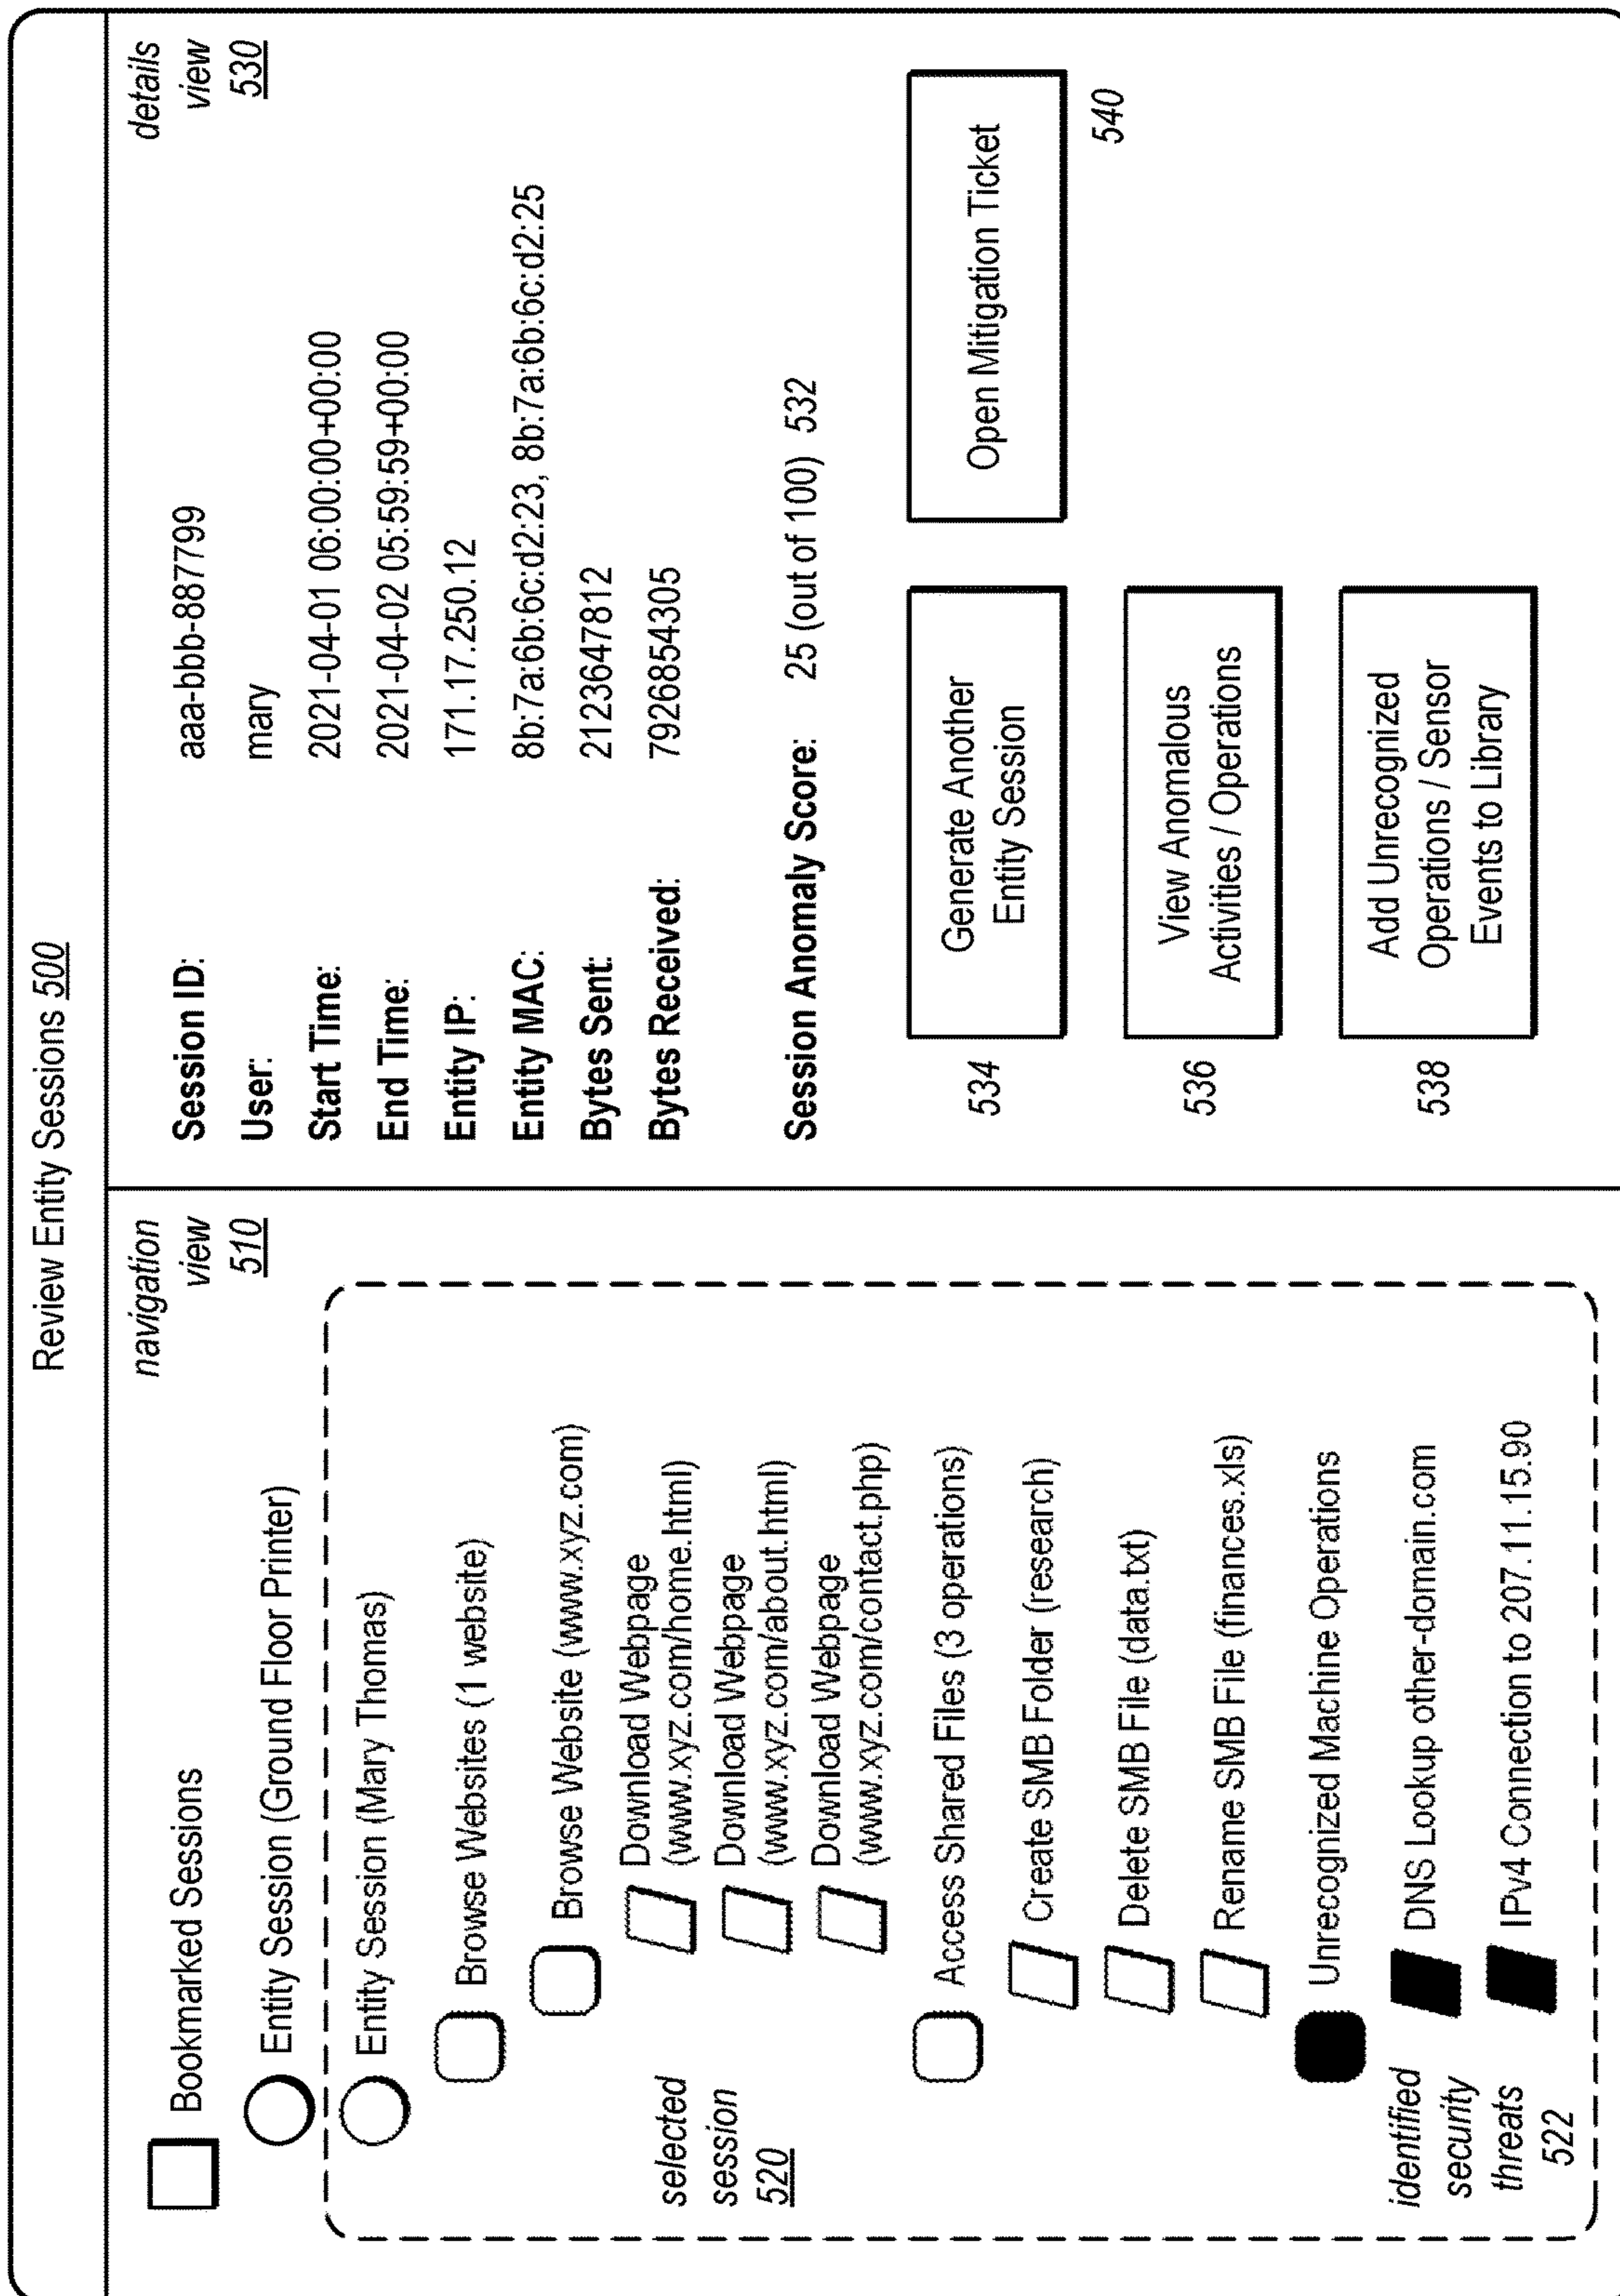 Review Entity Sessions 500
navigation
view
510
Bookmarked Sessions
Entity Session (Ground Floor Printer)
Entity Session (Mary Thomas)
Browse Websites (1 website)
Browse Website (www.xyz.com)
Download Webpage
(www.xyz.com/home.html)
Download Webpage
(www.xyz.com/about.html)
Download Webpage
(www.xyz.com/contact.php)
selected
session
520
Access Shared Files (3 operations)
Create SMB Folder (research)
Delete SMB File (data.txt)
Rename SMB File (finances.xls)
Unrecognized Machine Operations
DNS Lookup other-domain.com
IPv4 Connection to 207.11.15.90
identified
security
threats
522
details
view
530
Session ID: aaa-bbb-887799
User: mary
Start Time: 2021-04-01 06:00:00+00:00
End Time: 2021-04-02 05:59:59+00:00
Entity IP: 171.17.250.12
Entity MAC: 8b:7a:6b:6c:d2:23, 8b:7a:6b:6c:d2:25
Bytes Sent: 2123647812
Bytes Received: 7926854305
Session Anomaly Score: 25 (out of 100) 532
534
Generate Another
Entity Session
Open Mitigation Ticket
540
536
View Anomalous
Activities / Operations
538
Add Unrecognized
Operations / Sensor
Events to Library